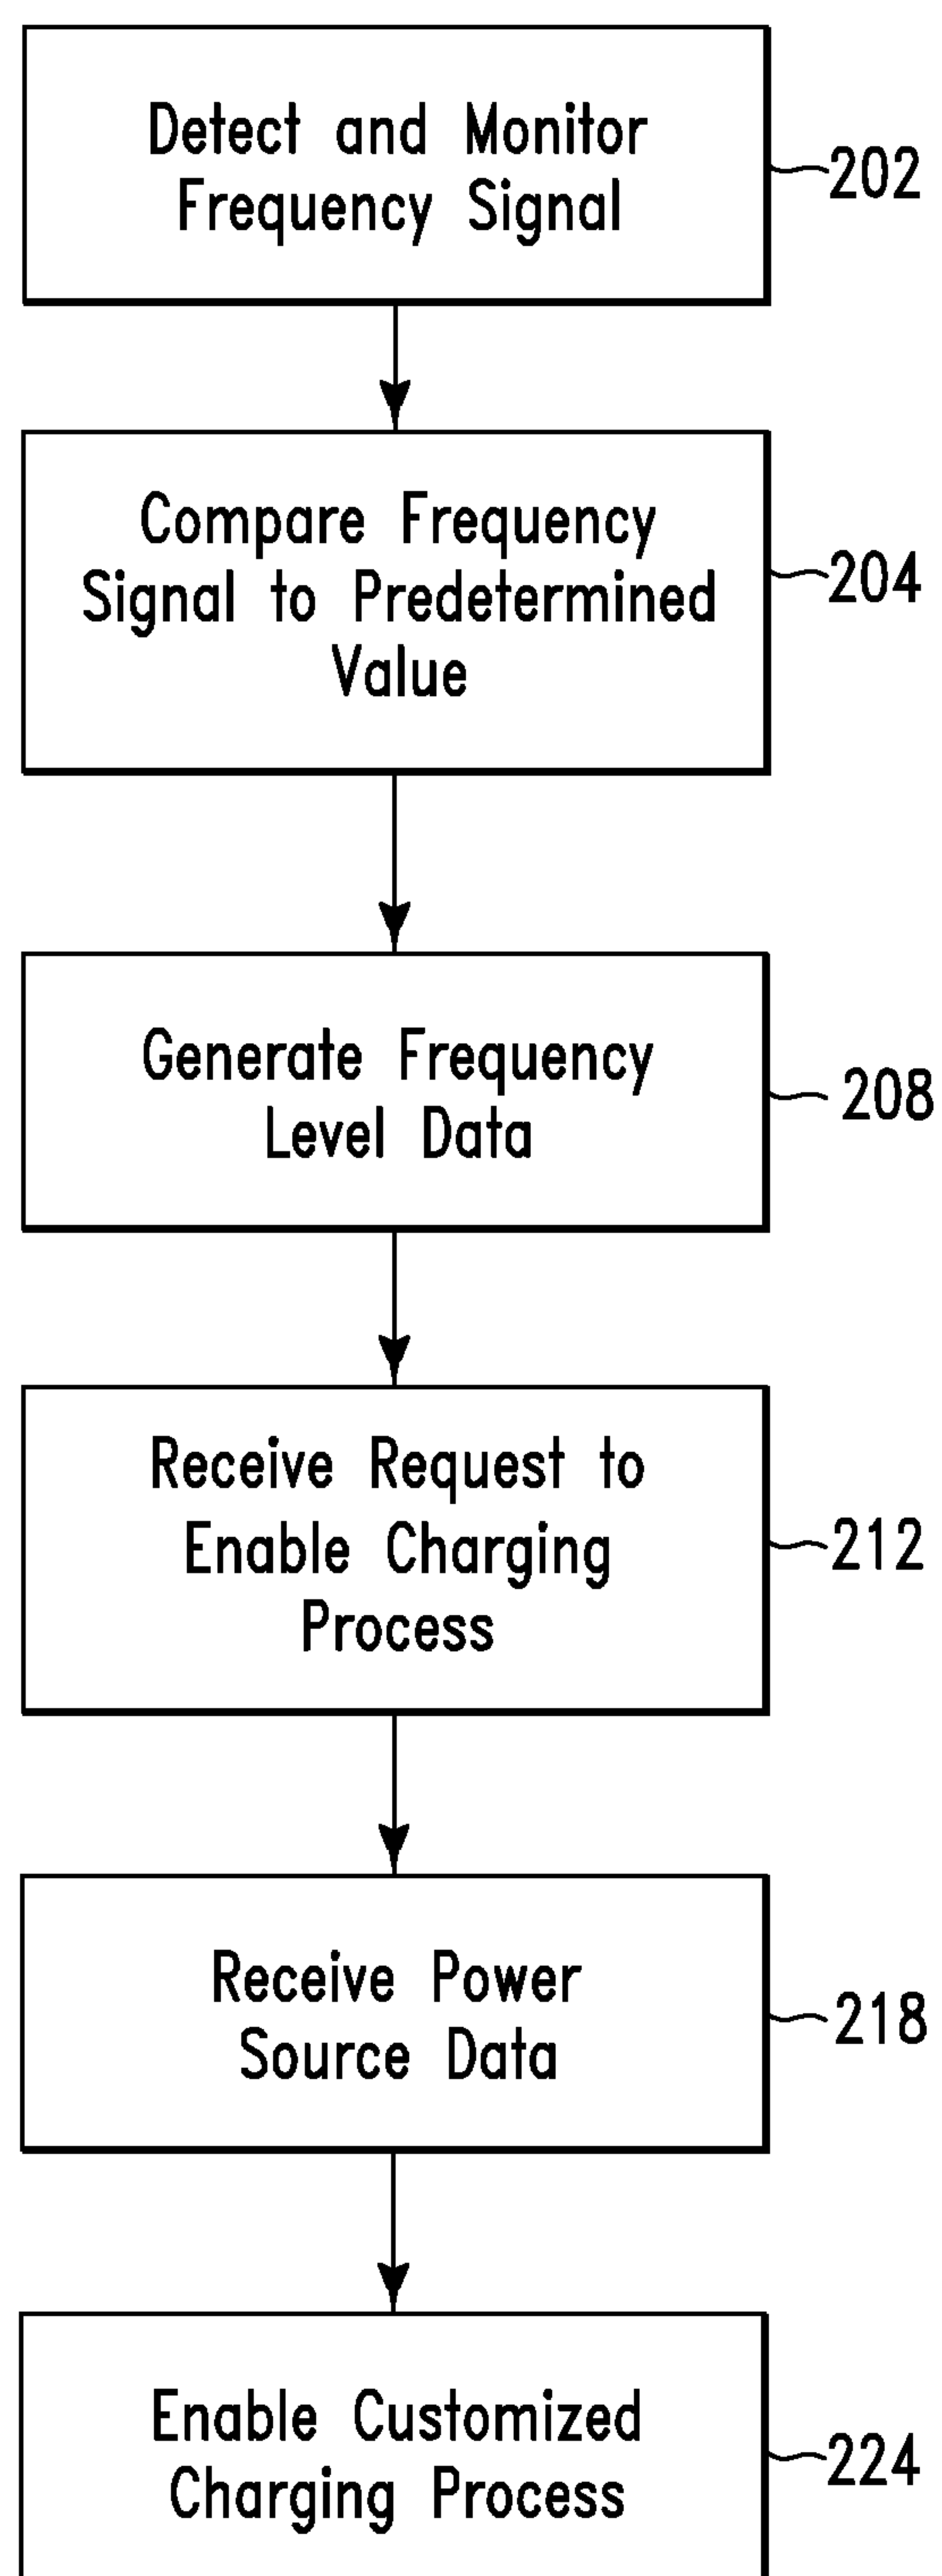 Detect and Monitor
Frequency Signal
202
Compare Frequency
Signal to Predetermined
Value
204
Generate Frequency
Level Data
208
Receive Request to
Enable Charging
Process
212
Receive Power
Source Data
218
Enable Customized
Charging Process
224